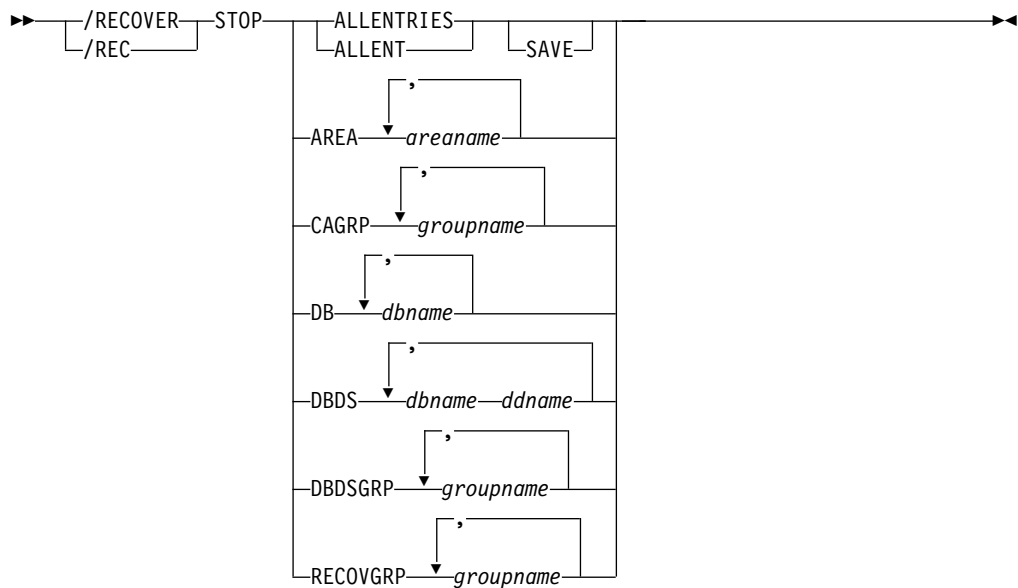 /RECOVER STOP ALLENTRIES
/REC ALLENT SAVE
,
AREA areaname
,
CAGRP groupname
,
DB dbname
,
DBDS dbname ddname
,
DBDSGRP groupname
,
RECOVGRP groupname